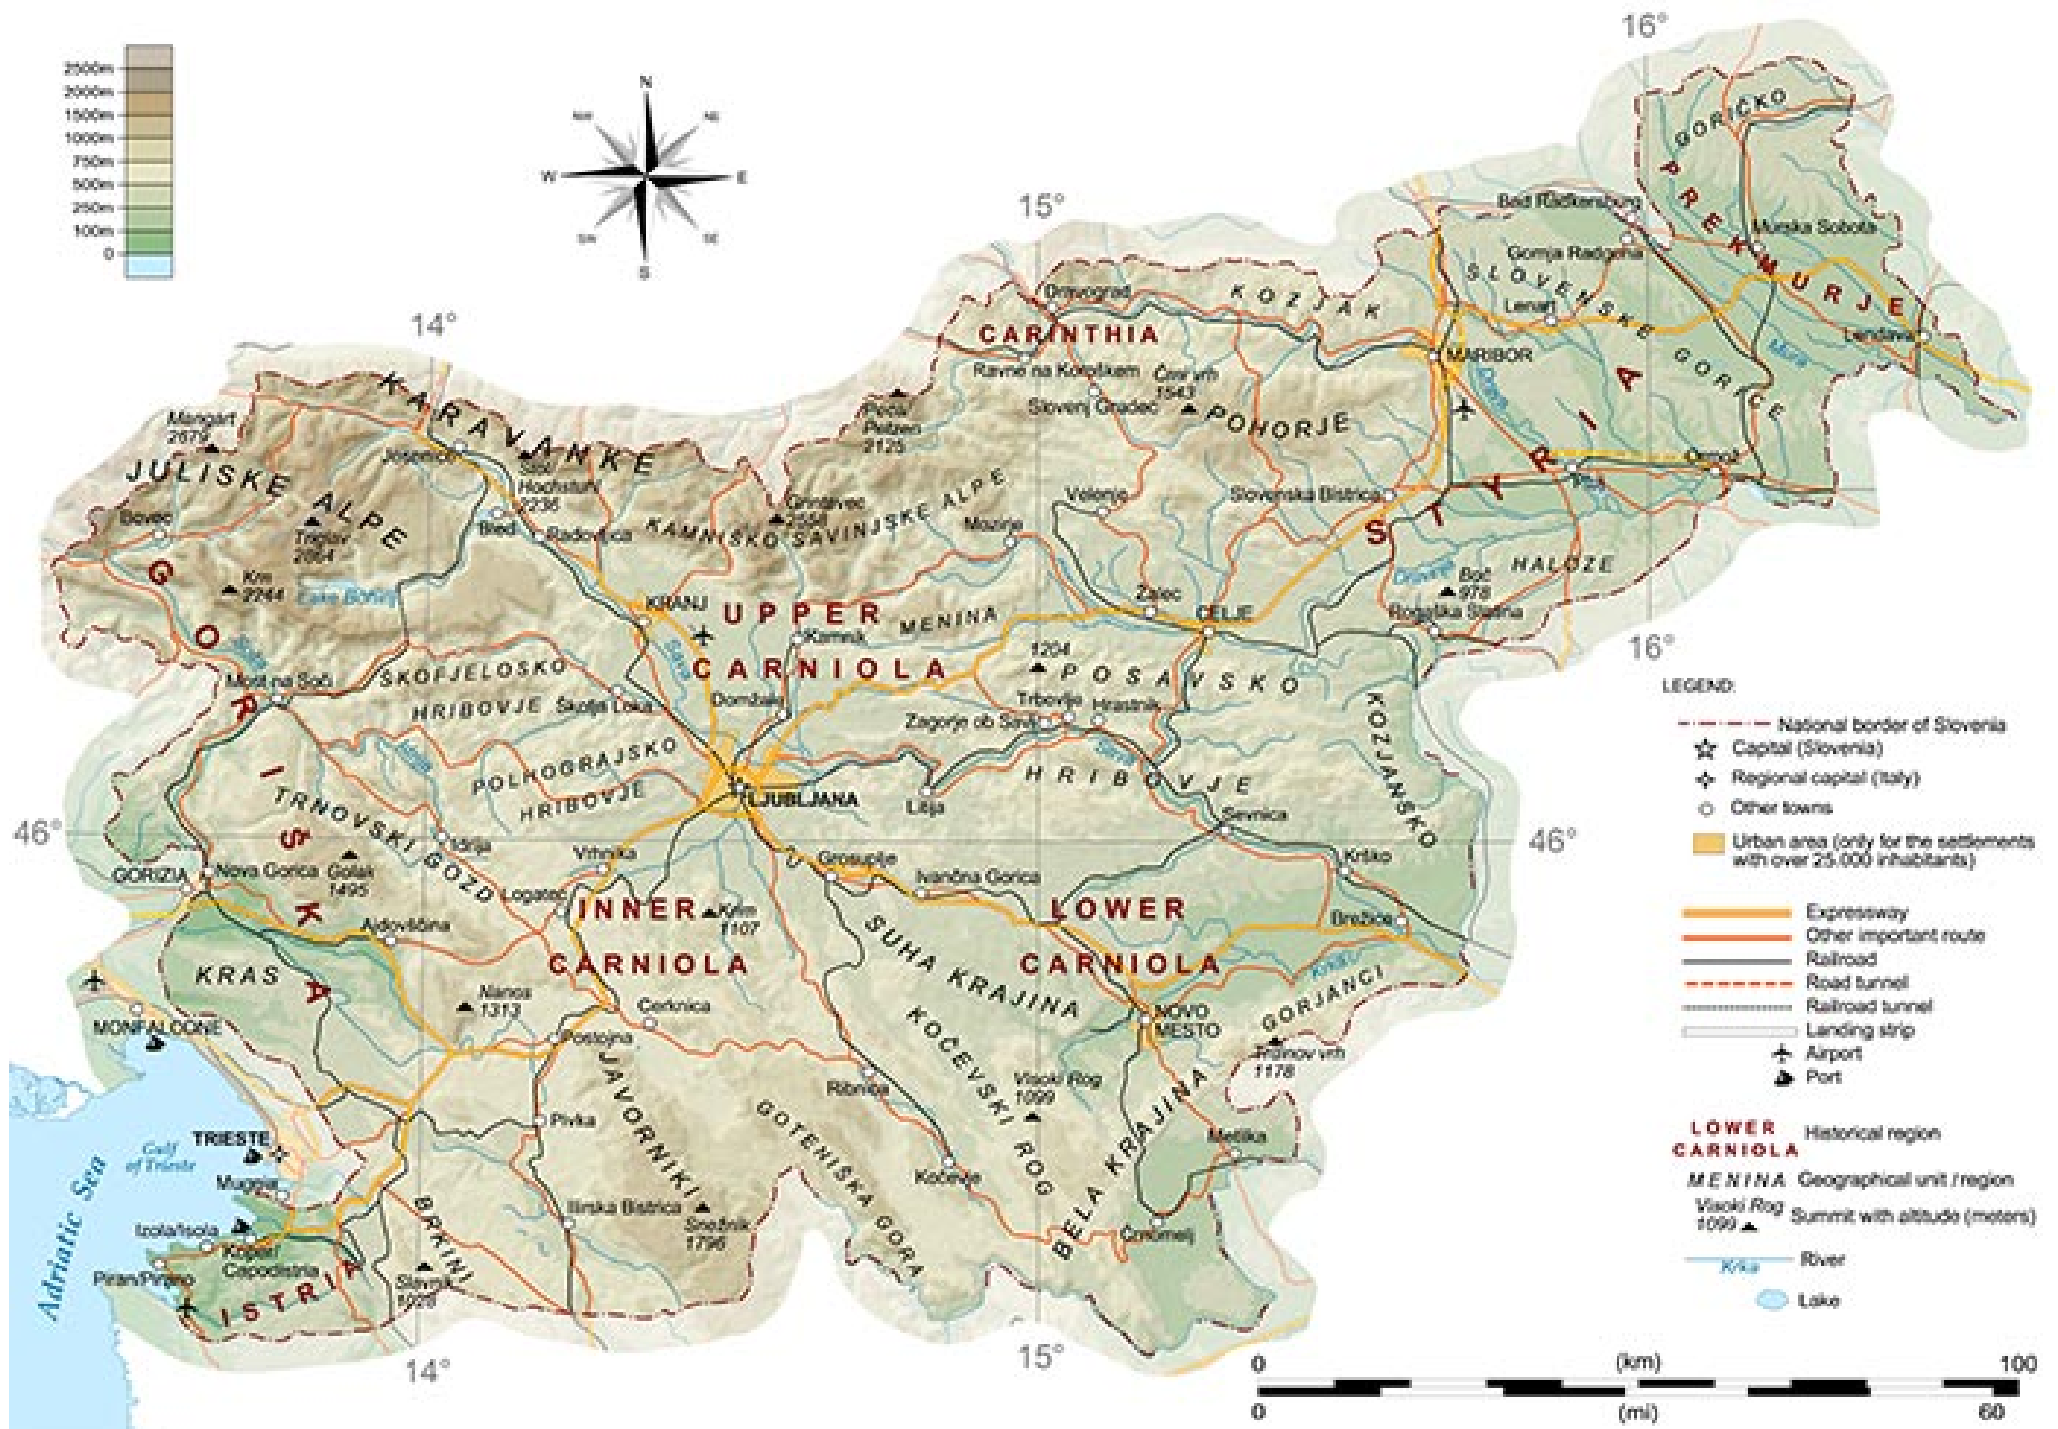 16°
2500m
2000m
1500m
1000m
750m
500m
250m
100m
0
N
NW
NE
W
E
SE
S
15°
14°
GORIČKO
PREKMURJE
Bad Radkersburg
Murska Sobota
Gornja Radgona
SLOVENSKE GORICE
Lenart
Lendava
Mura
Dravograd
KOZJAK
CARINTHIA
MARIBOR
Ravne na Koroškem
Slovenj Gradec
1543
POHORJE
Drava
Peca/
Petzen
2125
KARAVANKE
Mangart
2679
Jesenice
JULISKE ALPE
Stol/
Hochstuhl
2236
Bovec
Triglav
2864
Bled
Radovljica
Grintavec
KAMNIŠKO SAVINJSKE ALPE
Mozirje
Velenje
Slovenska Bistrica
Ormož
STYRIA
Krn
2244
KRANJ
UPPER
CARNIOLA
Kamnik
MENINA
Žalec
CELJE
Dravinja
Boč
978
HALOZE
Rogaška Slatina
16°
GORIŠKA
Soča
Most na Soči
ŠKOFJELOSKO
HRIBOVJE
Škofja Loka
Sava
Domžale
1204
POSAVSKO
HRIBOVJE
Trbovlje
Hrastnik
Zagorje ob Savi
Sava
KOZJANSKO
POLHOGRAJSKO
HRIBOVJE
LJUBLJANA
Litija
Sevnica
46°
46°
TRNOVSKI GOZD
Idrija
Vrhnika
Grosuplje
Ivančna Gorica
Krško
GORIZIA
Nova Gorica
Golak
1495
Logatec
INNER
CARNIOLA
Krim
1107
LOWER
CARNIOLA
Brežice
Ajdovščina
SUHA KRAJINA
Krka
GORJANCI
KRAS
Nanos
1313
Cerknica
NOVO
MESTO
MONFALCONE
Postojna
KOČEVSKI ROG
Trdinov vrh
1178
JAVORNIKI
Ribnica
Visoki Rog
1099
Pivka
GOTENIŠKA GORA
BELA KRAJINA
Metlika
TRIESTE
Gulf
of Trieste
Muggia
Adriatic Sea
Kočevje
Ilirska Bistrica
Snežnik
1796
Črnomelj
Izola/Isola
Koper/
Capodistria
BRKINI
Piran/Pirano
Slavnik
1028
ISTRIA
14°
15°
LEGEND:
National border of Slovenia
Capital (Slovenia)
Regional capital (Italy)
Other towns
Urban area (only for the settlements
with over 25.000 inhabitants)
Expressway
Other important route
Railroad
Road tunnel
Railroad tunnel
Landing strip
Airport
Port
LOWER
CARNIOLA
Historical region
MENINA
Geographical unit / region
Visoki Rog
1099
Summit with altitude (meters)
Krka
River
Lake
0
(km)
100
0
(mi)
60